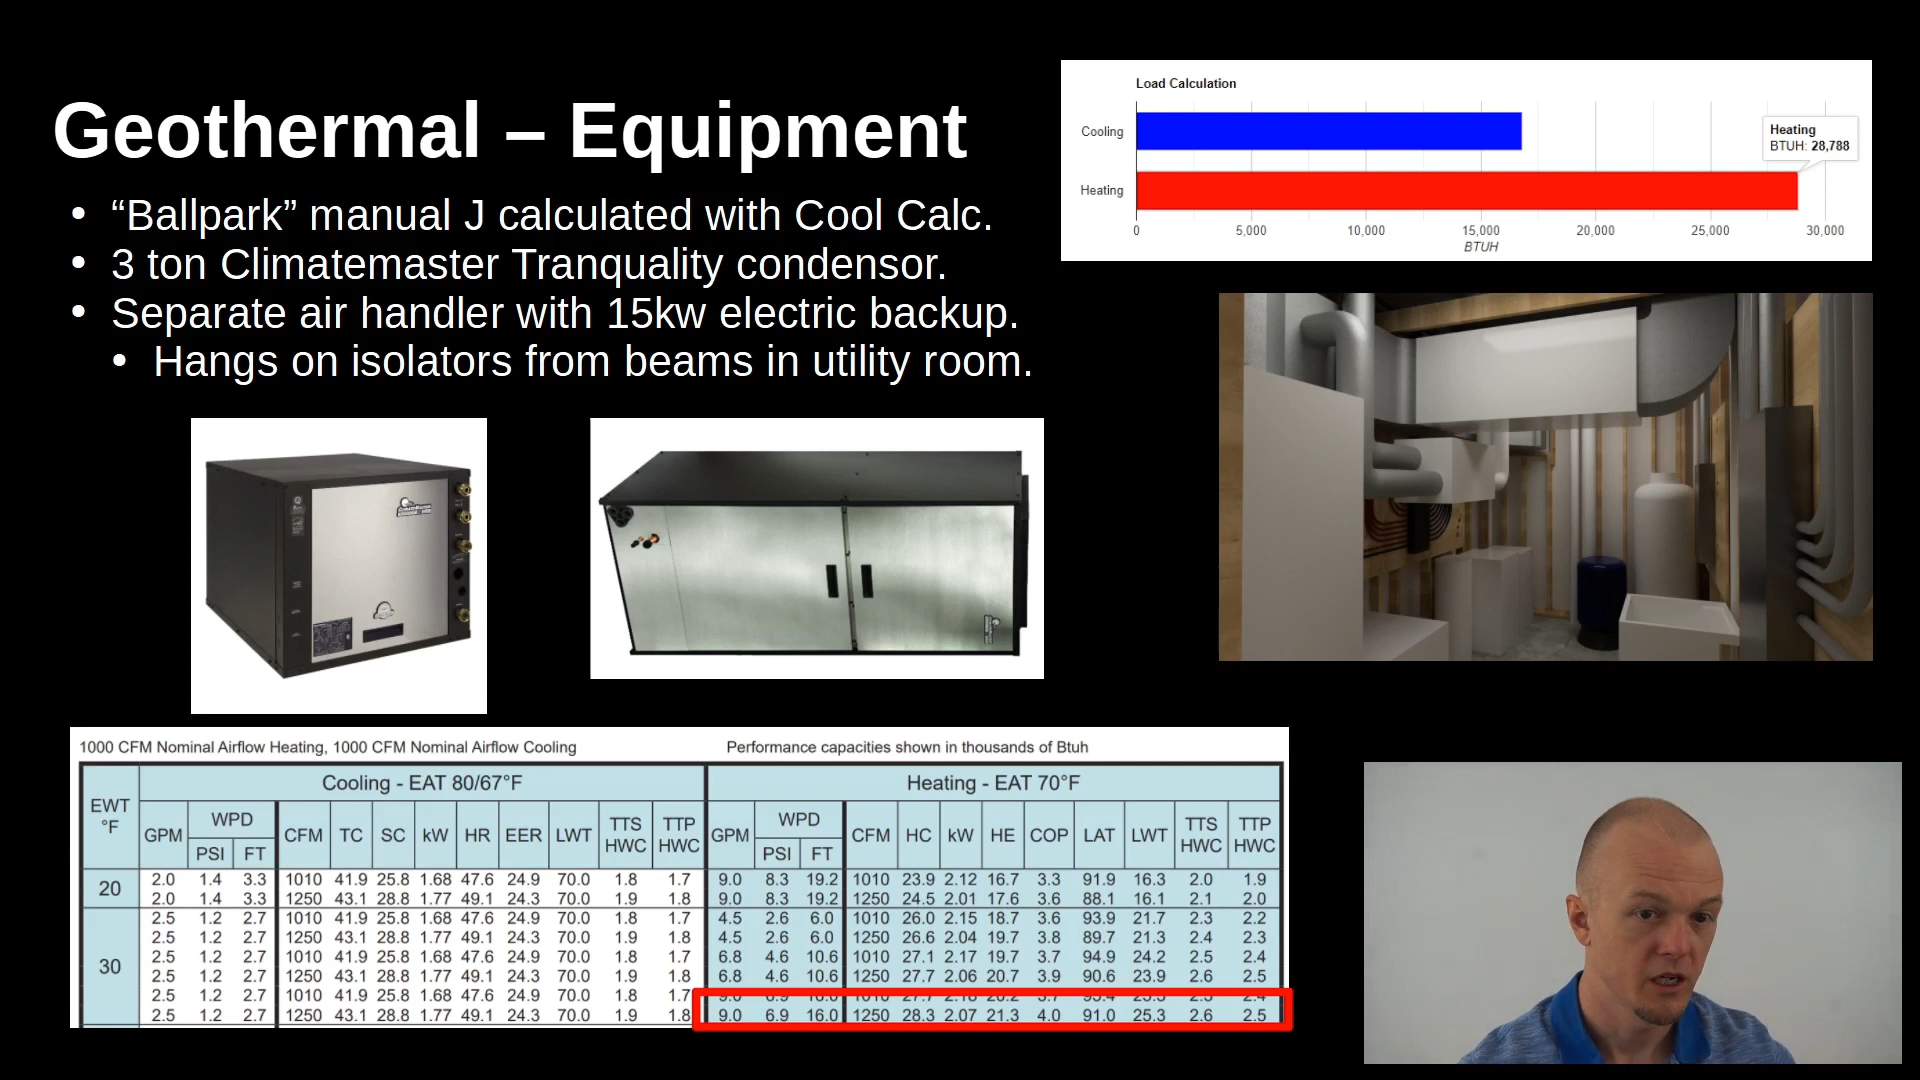 Geothermal – Equipment
• “Ballpark” manual J calculated with Cool Calc.
• 3 ton Climatemaster Tranquality condensor.
• Separate air handler with 15kw electric backup.
• Hangs on isolators from beams in utility room.
Load Calculation
Cooling
Heating
Heating
BTUH: 28,788
0 5,000 10,000 15,000 20,000 25,000 30,000
BTUH
1000 CFM Nominal Airflow Heating, 1000 CFM Nominal Airflow Cooling Performance capacities shown in thousands of Btuh
EWT °F Cooling - EAT 80/67°F Heating - EAT 70°F
GPM WPD CFM TC SC kW HR EER LWT TTS HWC TTP HWC GPM WPD CFM HC kW HE COP LAT LWT TTS HWC TTP HWC
PSI FT PSI FT
20 2.0 1.4 3.3 1010 41.9 25.8 1.68 47.6 24.9 70.0 1.8 1.7 9.0 8.3 19.2 1010 23.9 2.12 16.7 3.3 91.9 16.3 2.0 1.9
2.0 1.4 3.3 1250 43.1 28.8 1.77 49.1 24.3 70.0 1.9 1.8 9.0 8.3 19.2 1250 24.5 2.01 17.6 3.6 88.1 16.1 2.1 2.0
30 2.5 1.2 2.7 1010 41.9 25.8 1.68 47.6 24.9 70.0 1.8 1.7 4.5 2.6 6.0 1010 26.0 2.15 18.7 3.6 93.9 21.7 2.3 2.2
2.5 1.2 2.7 1250 43.1 28.8 1.77 49.1 24.3 70.0 1.9 1.8 4.5 2.6 6.0 1250 26.6 2.04 19.7 3.8 89.7 21.3 2.4 2.3
2.5 1.2 2.7 1010 41.9 25.8 1.68 47.6 24.9 70.0 1.8 1.7 6.8 4.6 10.6 1010 27.1 2.17 19.7 3.7 94.9 24.2 2.5 2.4
2.5 1.2 2.7 1250 43.1 28.8 1.77 49.1 24.3 70.0 1.9 1.8 6.8 4.6 10.6 1250 27.7 2.06 20.7 3.9 90.6 23.9 2.6 2.5
2.5 1.2 2.7 1010 41.9 25.8 1.68 47.6 24.9 70.0 1.8 1.7
2.5 1.2 2.7 1250 43.1 28.8 1.77 49.1 24.3 70.0 1.9 1.8 9.0 6.9 16.0 1250 28.3 2.07 21.3 4.0 91.0 25.3 2.6 2.5